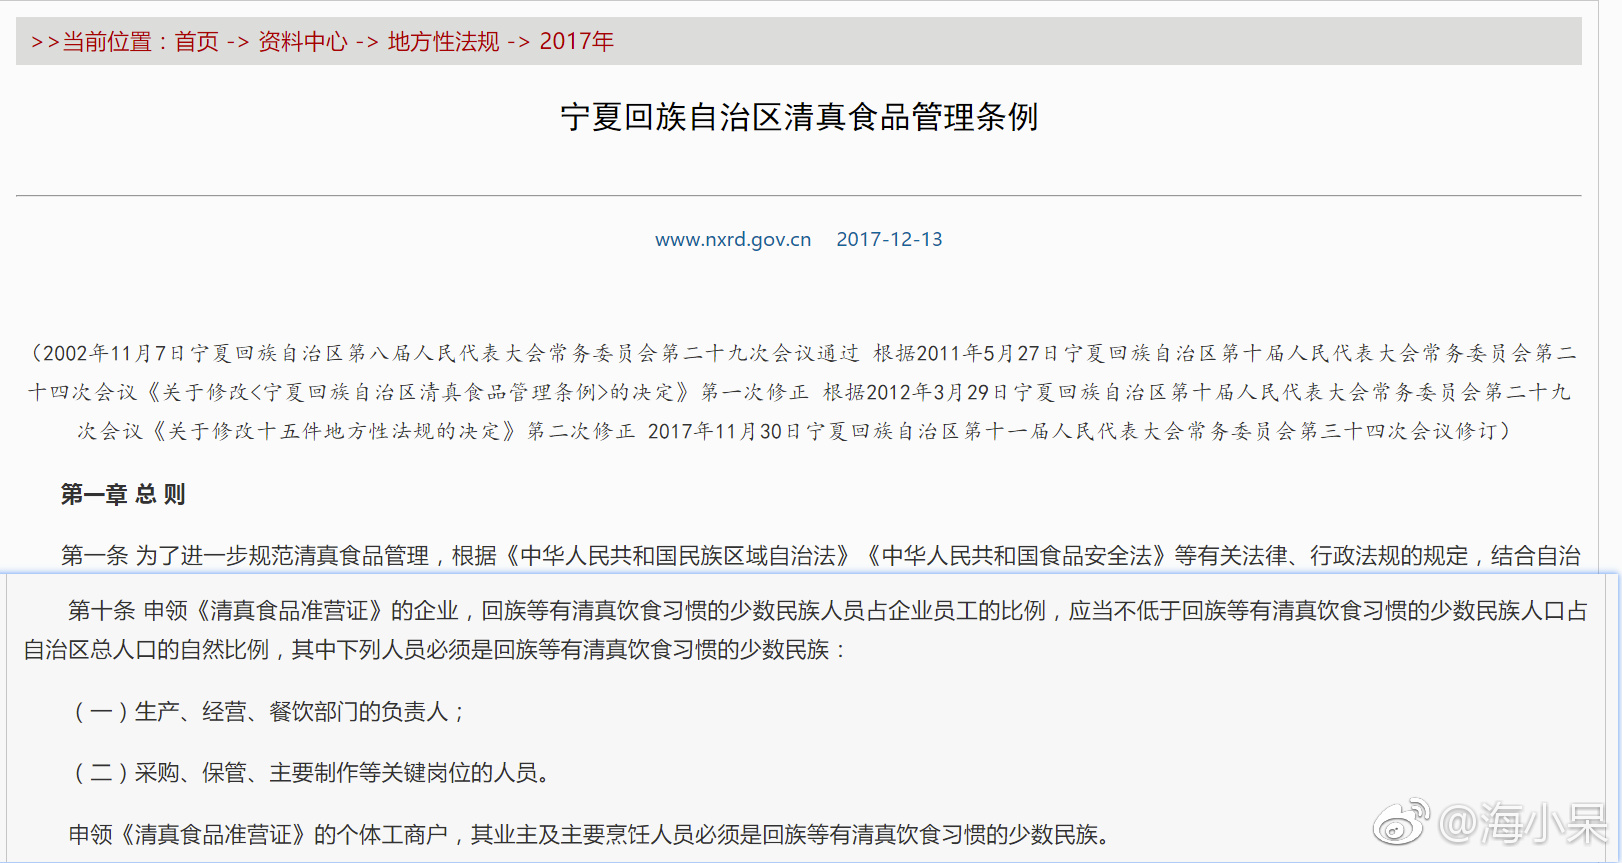 >>当前位置：首页 -> 资料中心 -> 地方性法规 -> 2017年
宁夏回族自治区清真食品管理条例
www.nxrd.gov.cn 2017-12-13
（2002年11月7日宁夏回族自治区第八届人民代表大会常务委员会第二十九次会议通过 根据2011年5月27日宁夏回族自治区第十届人民代表大会常务委员会第二
十四次会议《关于修改<宁夏回族自治区清真食品管理条例>的决定》第一次修正 根据2012年3月29日宁夏回族自治区第十届人民代表大会常务委员会第二十九
次会议《关于修改十五件地方性法规的决定》第二次修正 2017年11月30日宁夏回族自治区第十一届人民代表大会常务委员会第三十四次会议修订）
第一章 总 则
第一条 为了进一步规范清真食品管理，根据《中华人民共和国民族区域自治法》《中华人民共和国食品安全法》等有关法律、行政法规的规定，结合自治
第十条 申领《清真食品准营证》的企业，回族等有清真饮食习惯的少数民族人员占企业员工的比例，应当不低于回族等有清真饮食习惯的少数民族人口占
自治区总人口的自然比例，其中下列人员必须是回族等有清真饮食习惯的少数民族：
（一）生产、经营、餐饮部门的负责人；
（二）采购、保管、主要制作等关键岗位的人员。
申领《清真食品准营证》的个体工商户，其业主及主要烹饪人员必须是回族等有清真饮食习惯的少数民族。
@海小呆